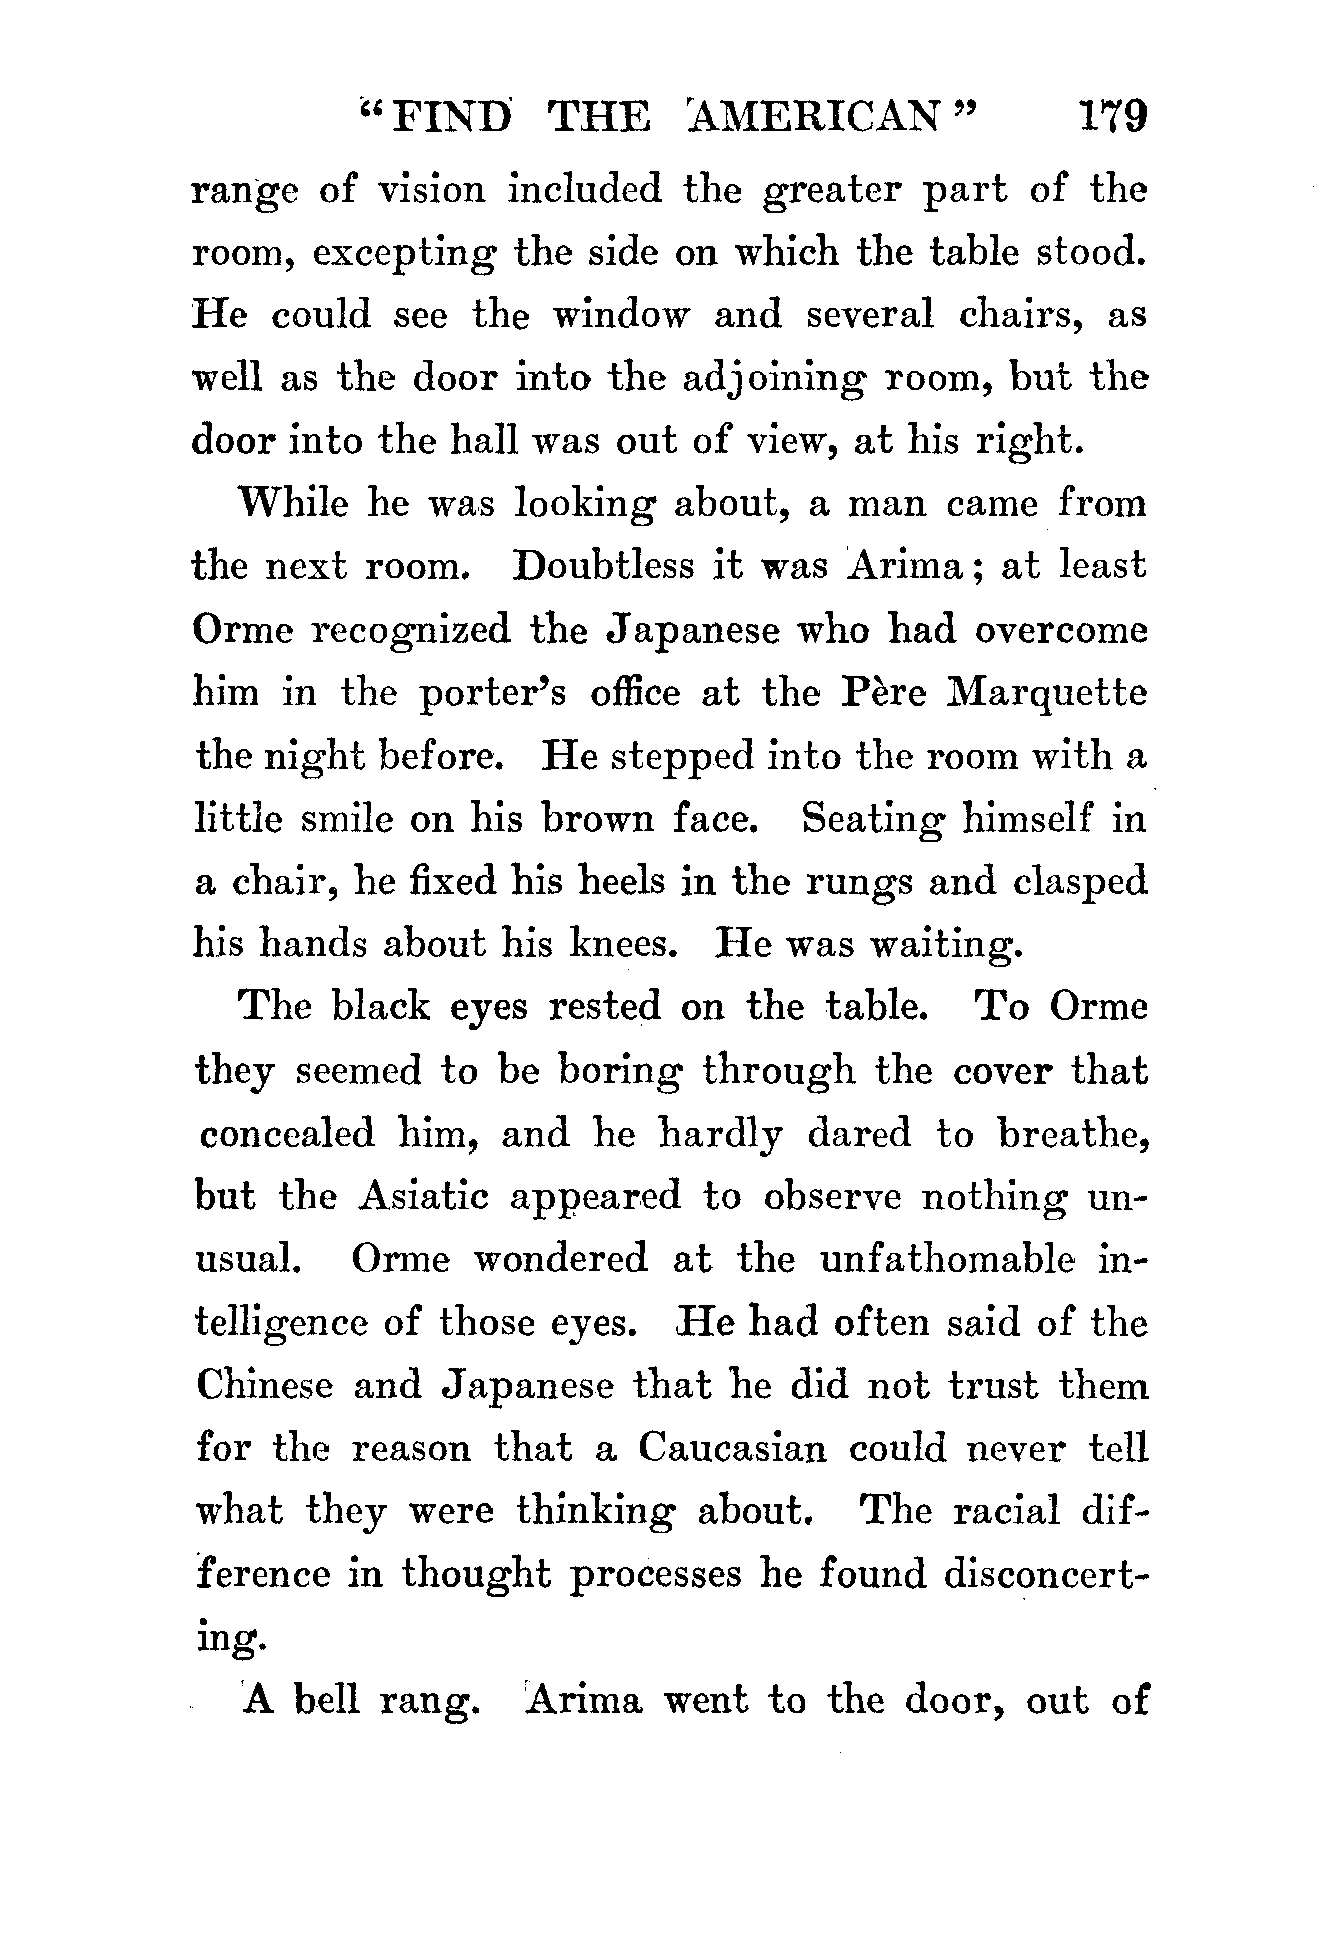 "FIND THE AMERICAN" 179
range of vision included the greater part of the
room, excepting the side on which the table stood.
He could see the window and several chairs, as
well as the door into the adjoining room, but the
door into the hall was out of view, at his right.
While he was looking about, a man came from
the next room. Doubtless it was Arima; at least
Orme recognized the Japanese who had overcome
him in the porter's office at the Père Marquette
the night before. He stepped into the room with a
little smile on his brown face. Seating himself in
a chair, he fixed his heels in the rungs and clasped
his hands about his knees. He was waiting.
The black eyes rested on the table. To Orme
they seemed to be boring through the cover that
concealed him, and he hardly dared to breathe,
but the Asiatic appeared to observe nothing un-
usual. Orme wondered at the unfathomable in-
telligence of those eyes. He had often said of the
Chinese and Japanese that he did not trust them
for the reason that a Caucasian could never tell
what they were thinking about. The racial dif-
ference in thought processes he found disconcert-
ing.
A bell rang. Arima went to the door, out of